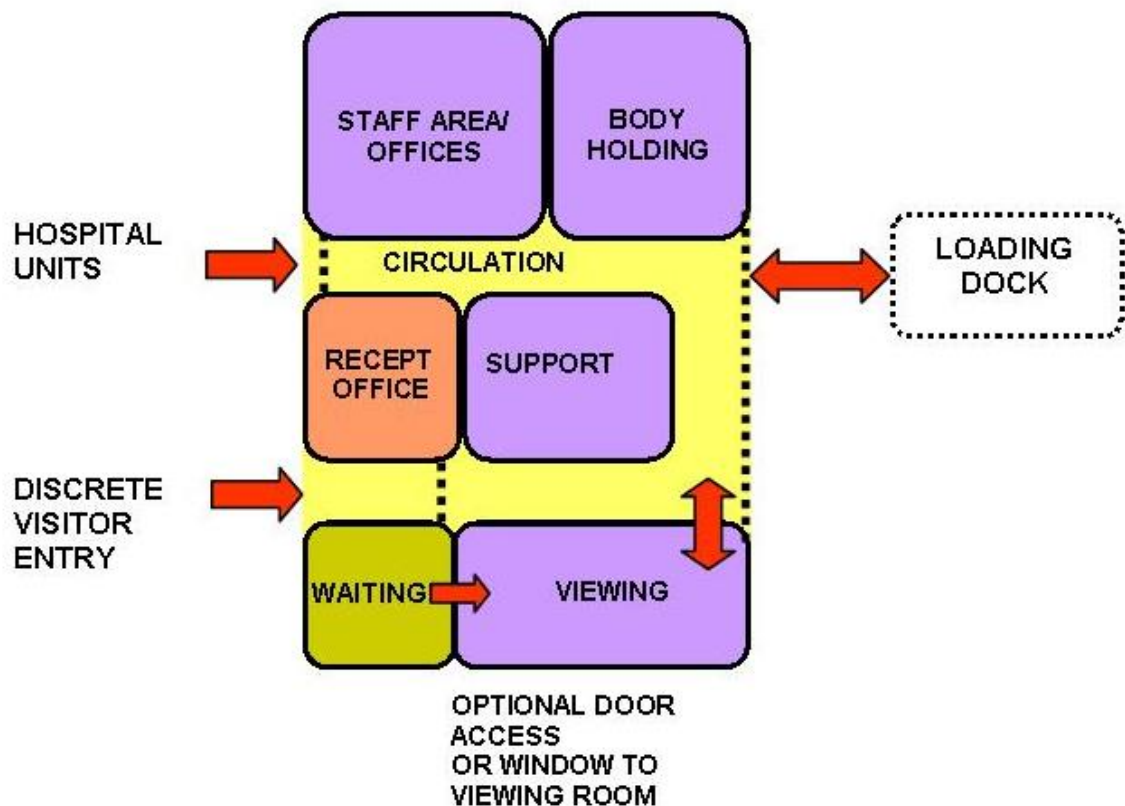 STAFF AREA/
OFFICES
BODY
HOLDING
HOSPITAL
UNITS
CIRCULATION
LOADING
DOCK
RECEPT
OFFICE
SUPPORT
DISCRETE
VISITOR
ENTRY
WAITING
VIEWING
OPTIONAL DOOR
ACCESS
OR WINDOW TO
VIEWING ROOM